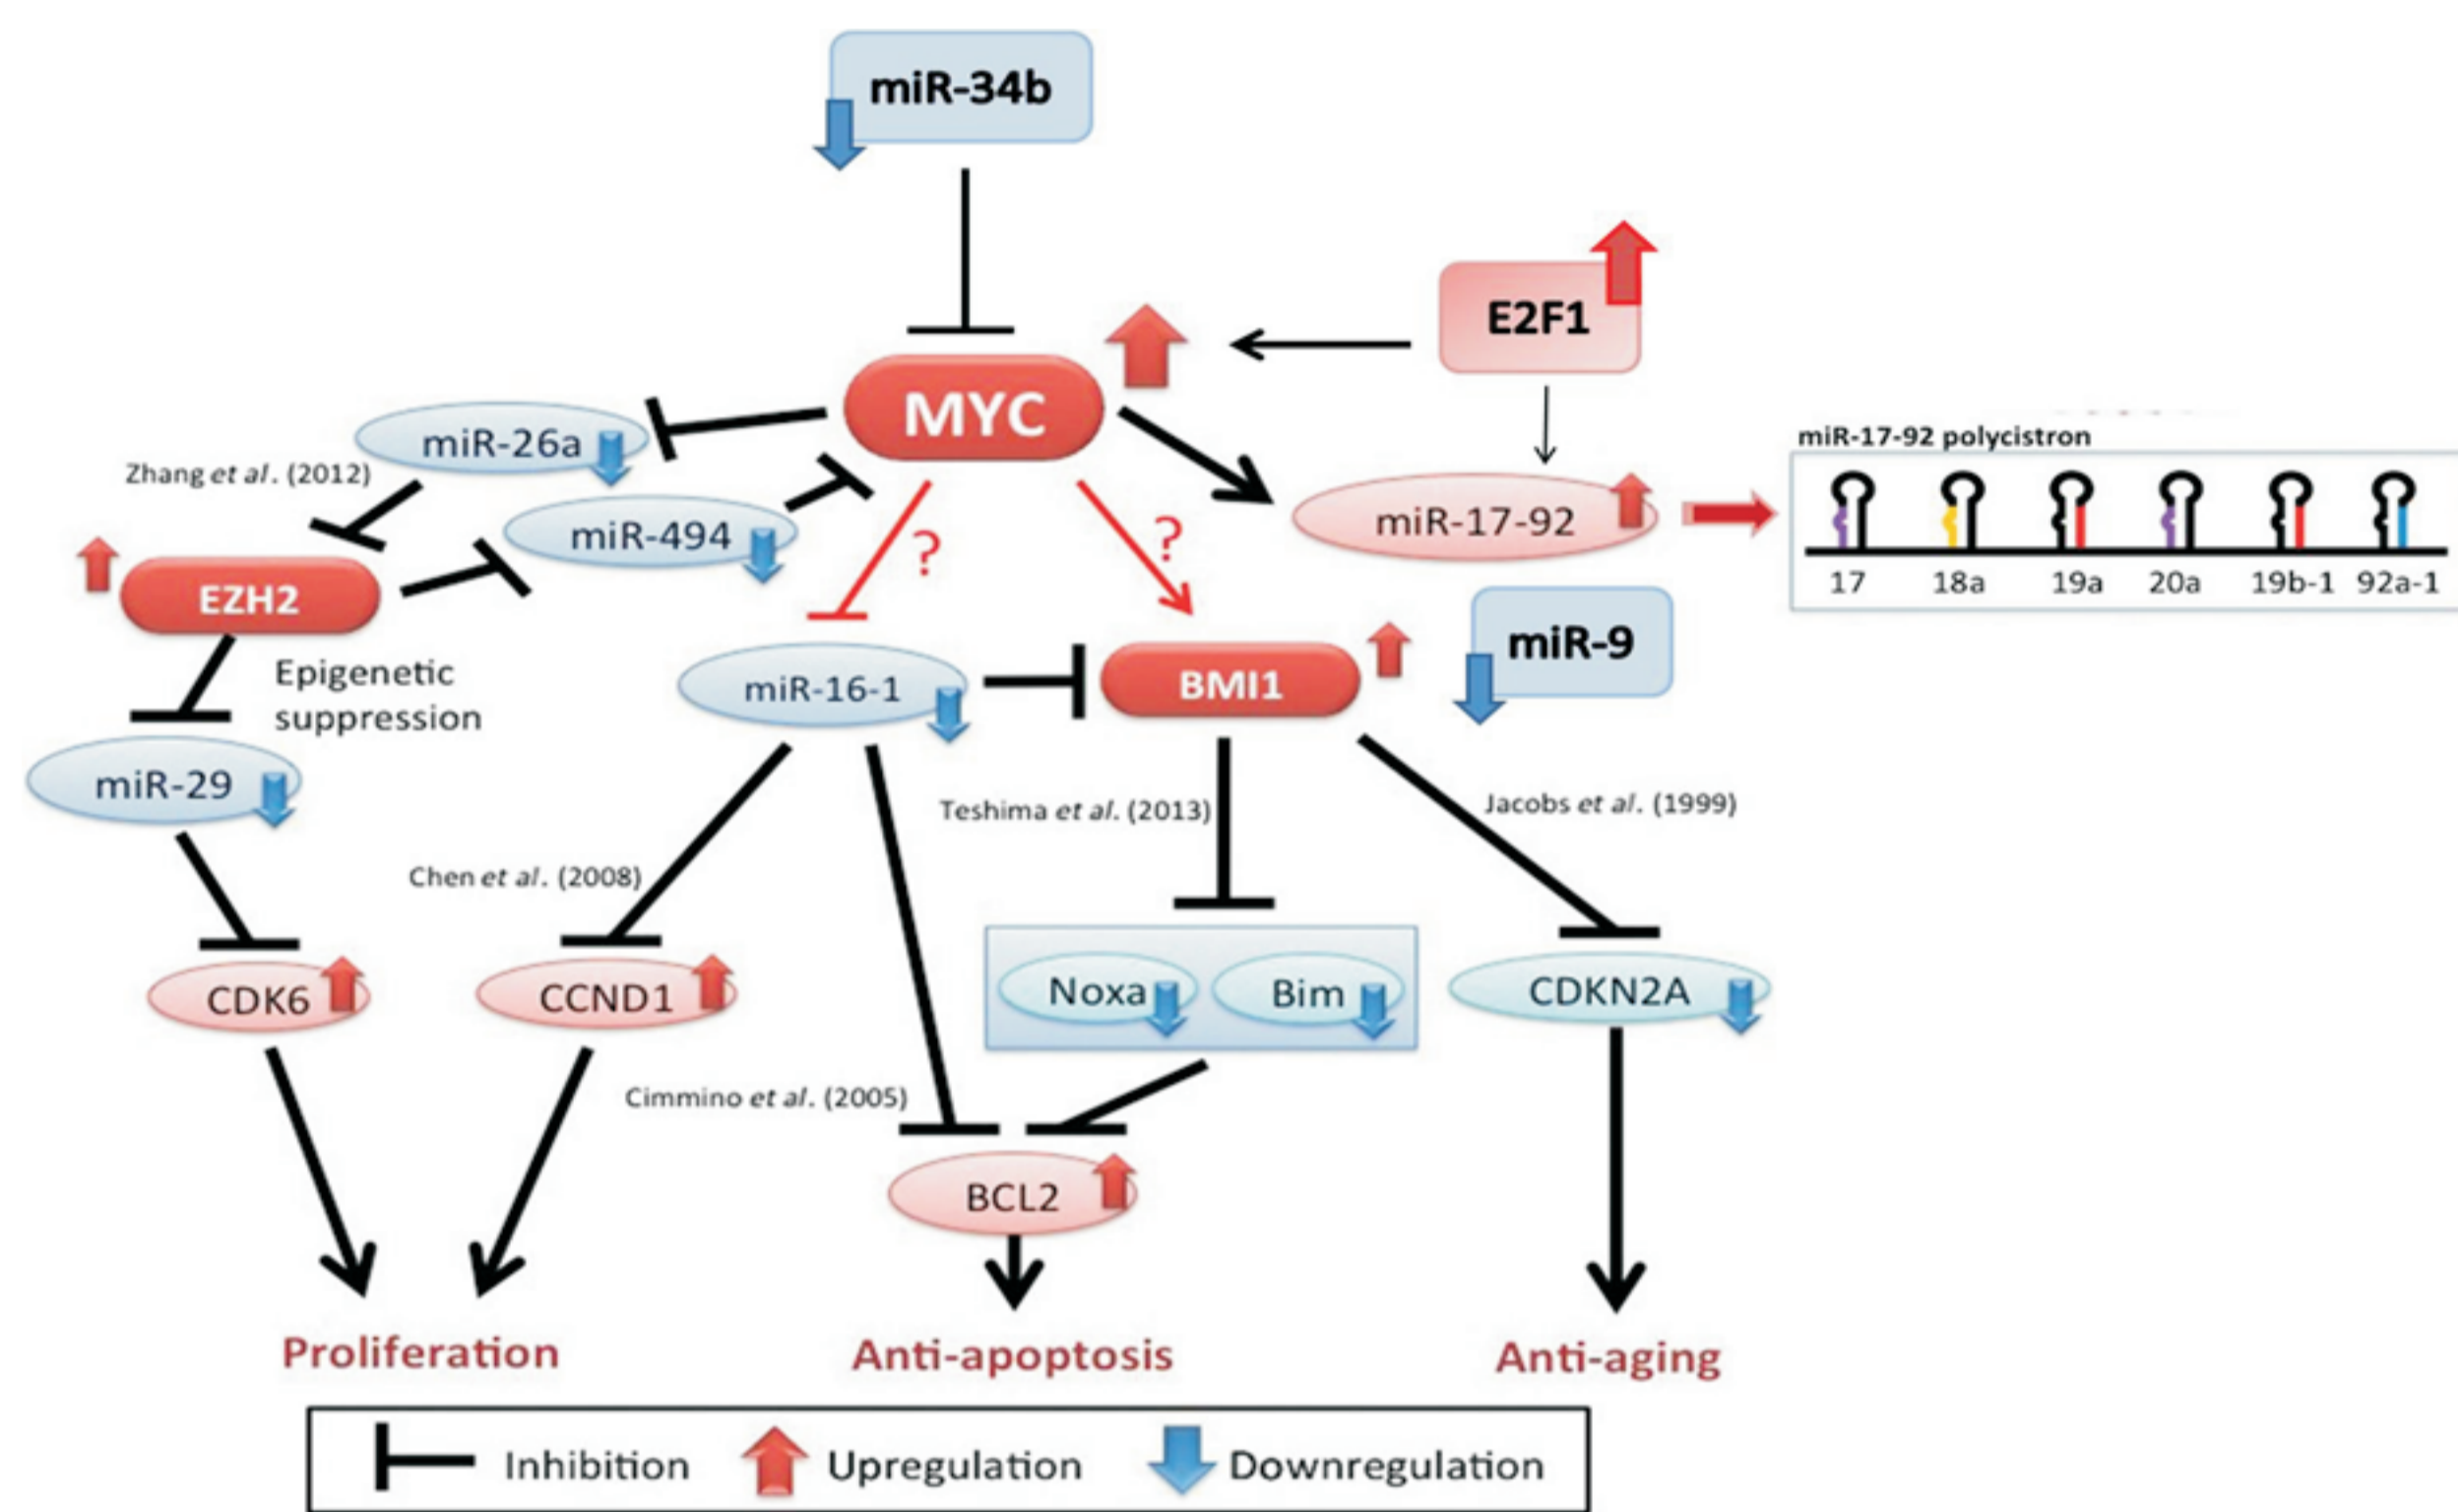 miR-34b
E2F1
MYC
miR-26a
Zhang et al. (2012)
miR-494
miR-17-92
miR-17-92 polycistron
17 18a 19a 20a 19b-1 92a-1
EZH2
?
?
Epigenetic
suppression
miR-9
miR-16-1
BMI1
miR-29
Teshima et al. (2013)
Jacobs et al. (1999)
Chen et al. (2008)
CDK6
CCND1
Noxa
Bim
CDKN2A
Cimmino et al. (2005)
BCL2
Proliferation
Anti-apoptosis
Anti-aging
Inhibition
Upregulation
Downregulation